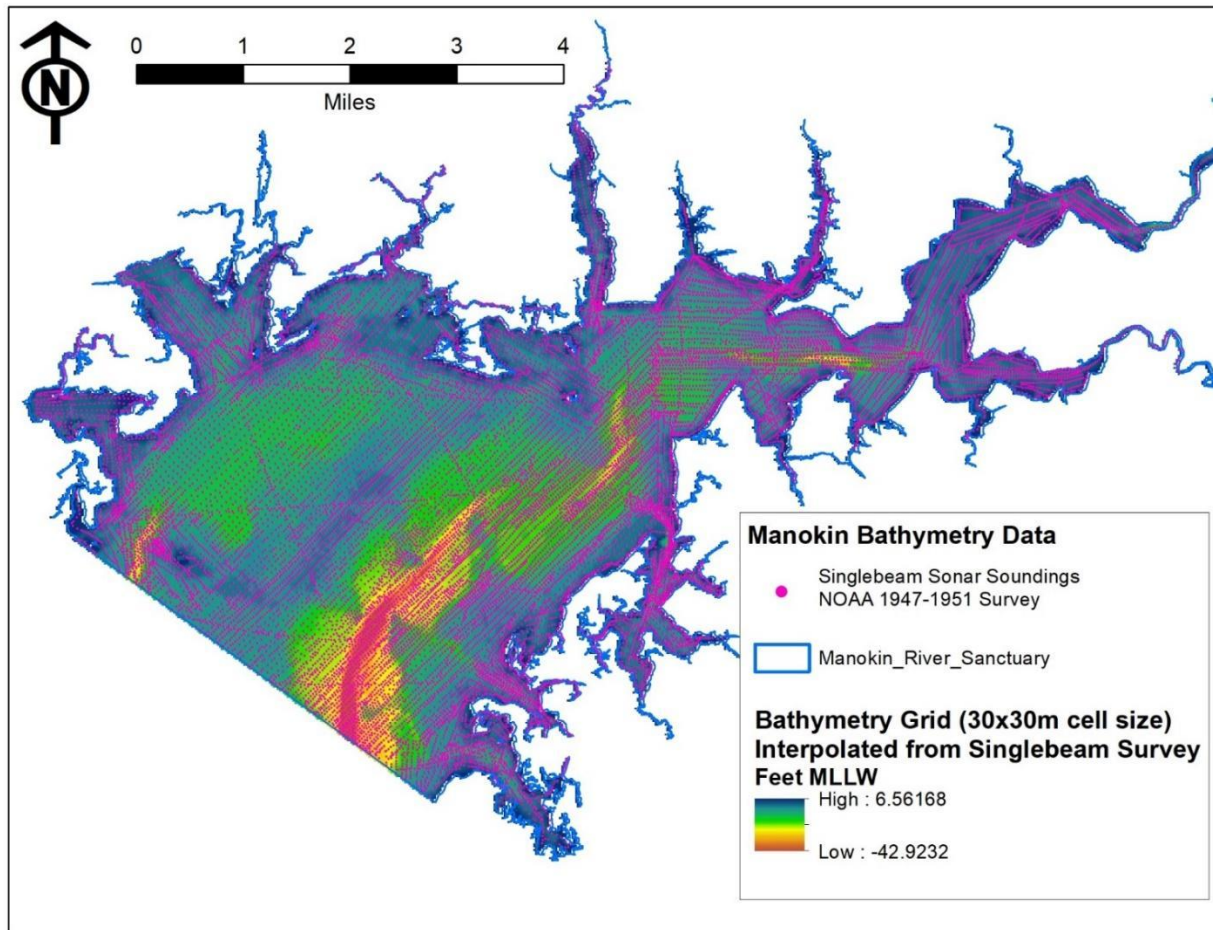 N
0 1 2 3 4
Miles
Manokin Bathymetry Data
Singlebeam Sonar Soundings
NOAA 1947-1951 Survey
Manokin_River_Sanctuary
Bathymetry Grid (30x30m cell size)
Interpolated from Singlebeam Survey
Feet MLLW
High : 6.56168
Low : -42.9232